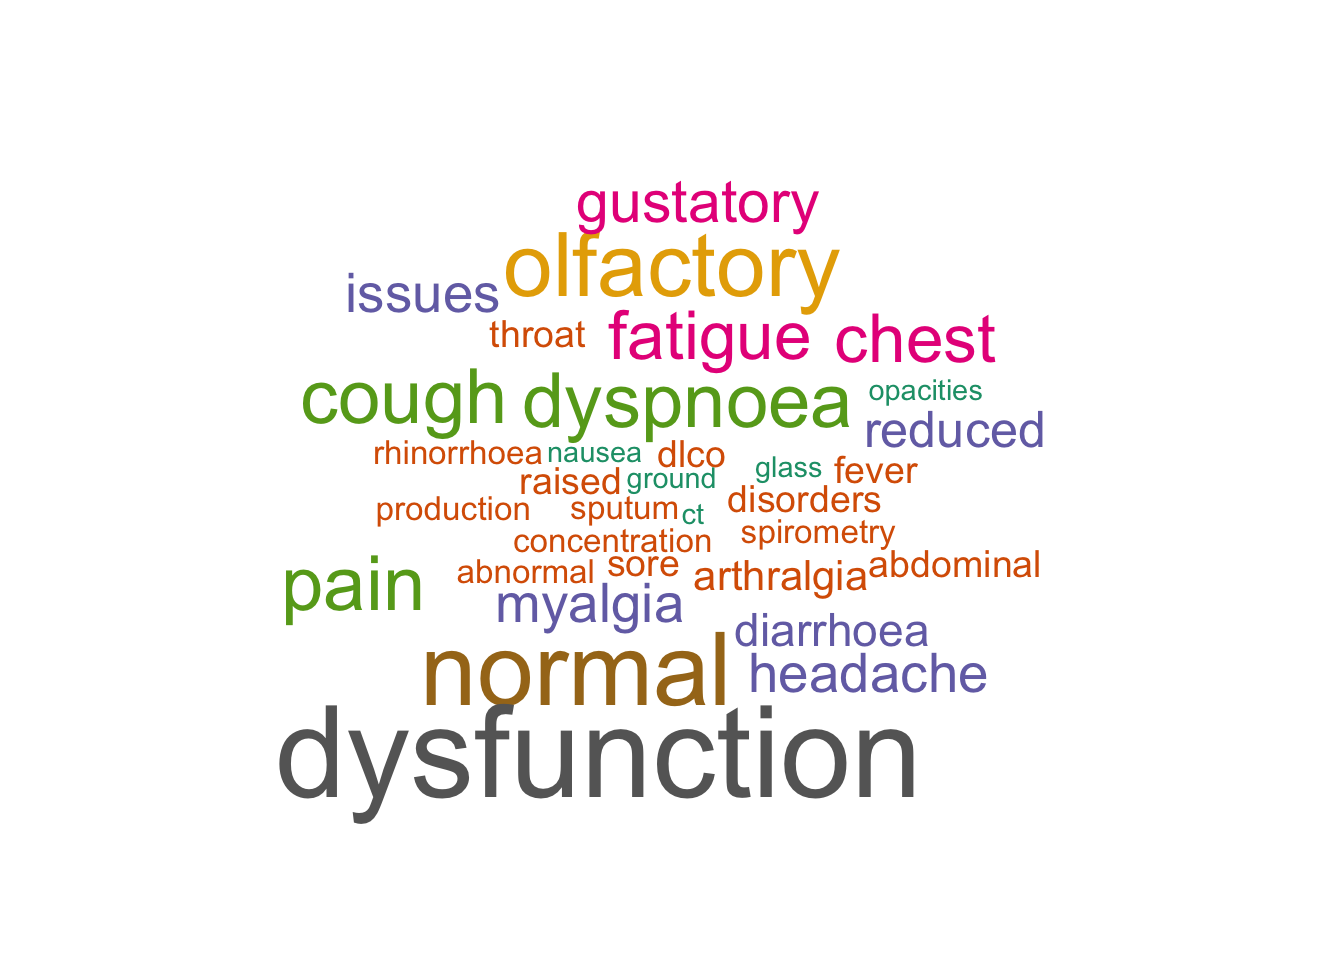 gustatory
olfactory
issues
throat fatigue chest
cough dyspnoea opacities
reduced
rhinorrhoea nausea dlco glass fever
raised ground
production sputum ct disorders
concentration spirometry
abnormal sore arthralgia abdominal
pain myalgia
diarrhoea
normal headache
dysfunction